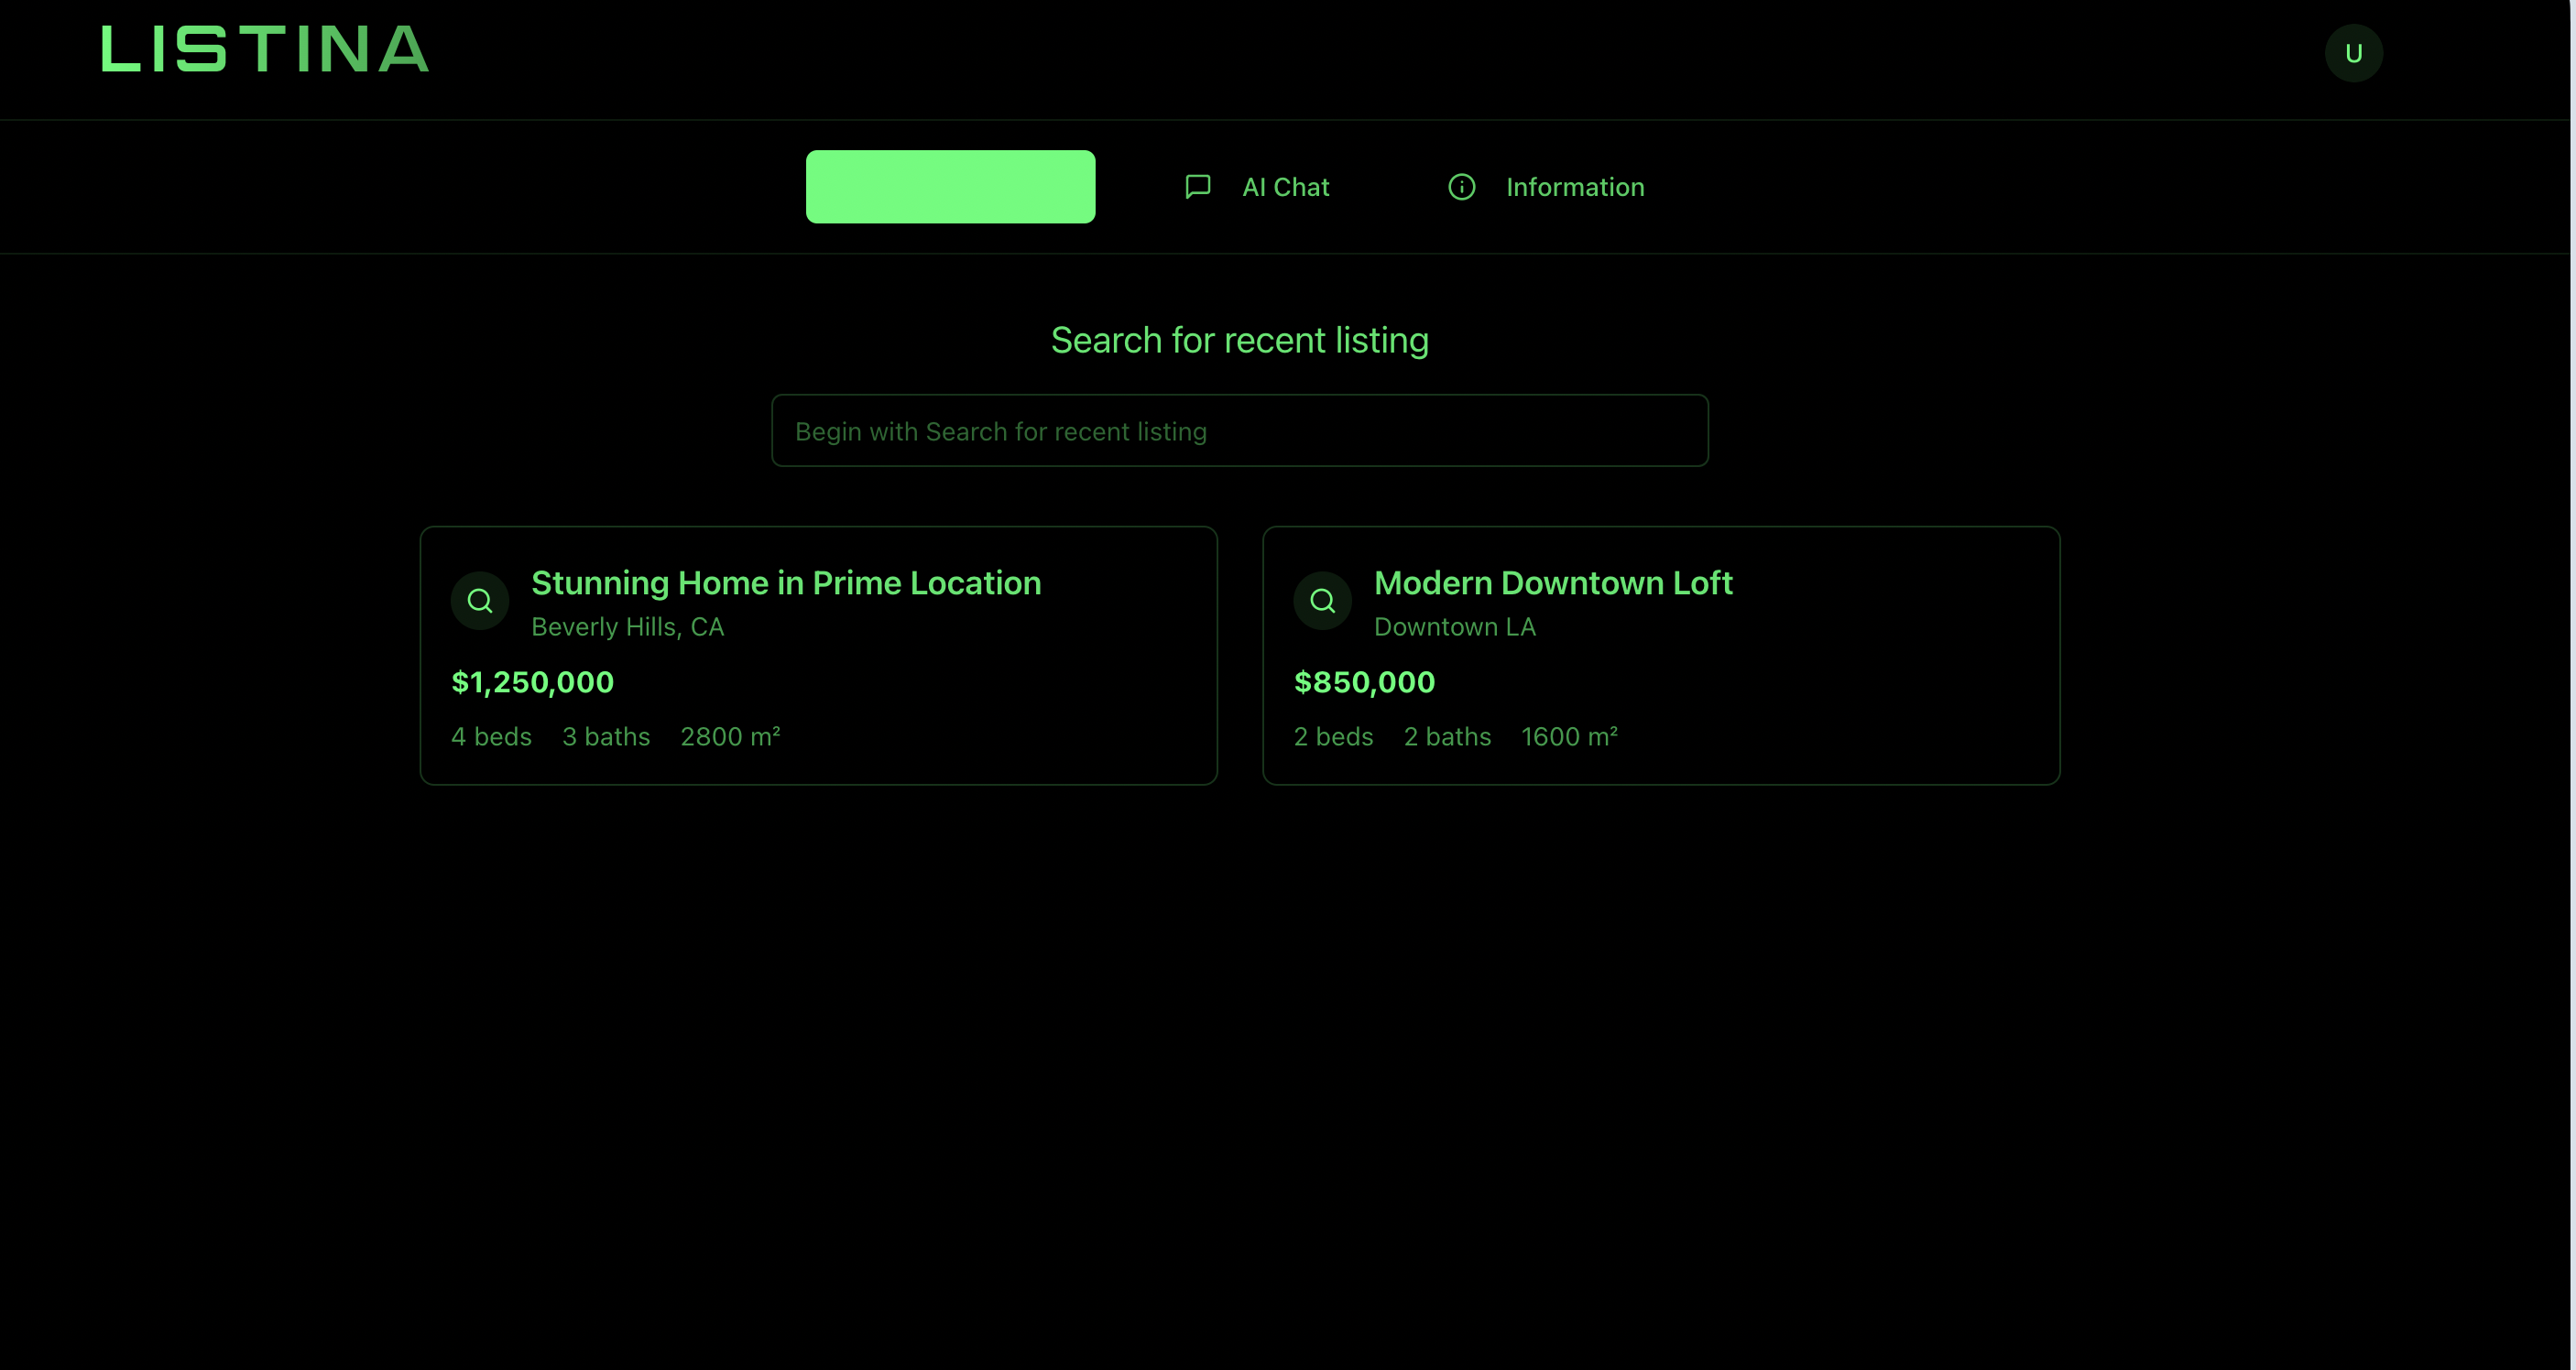 LISTINA
U
AI Chat
Information
Search for recent listing
Begin with Search for recent listing
Stunning Home in Prime Location
Beverly Hills, CA
$1,250,000
4 beds 3 baths 2800 m²
Modern Downtown Loft
Downtown LA
$850,000
2 beds 2 baths 1600 m²